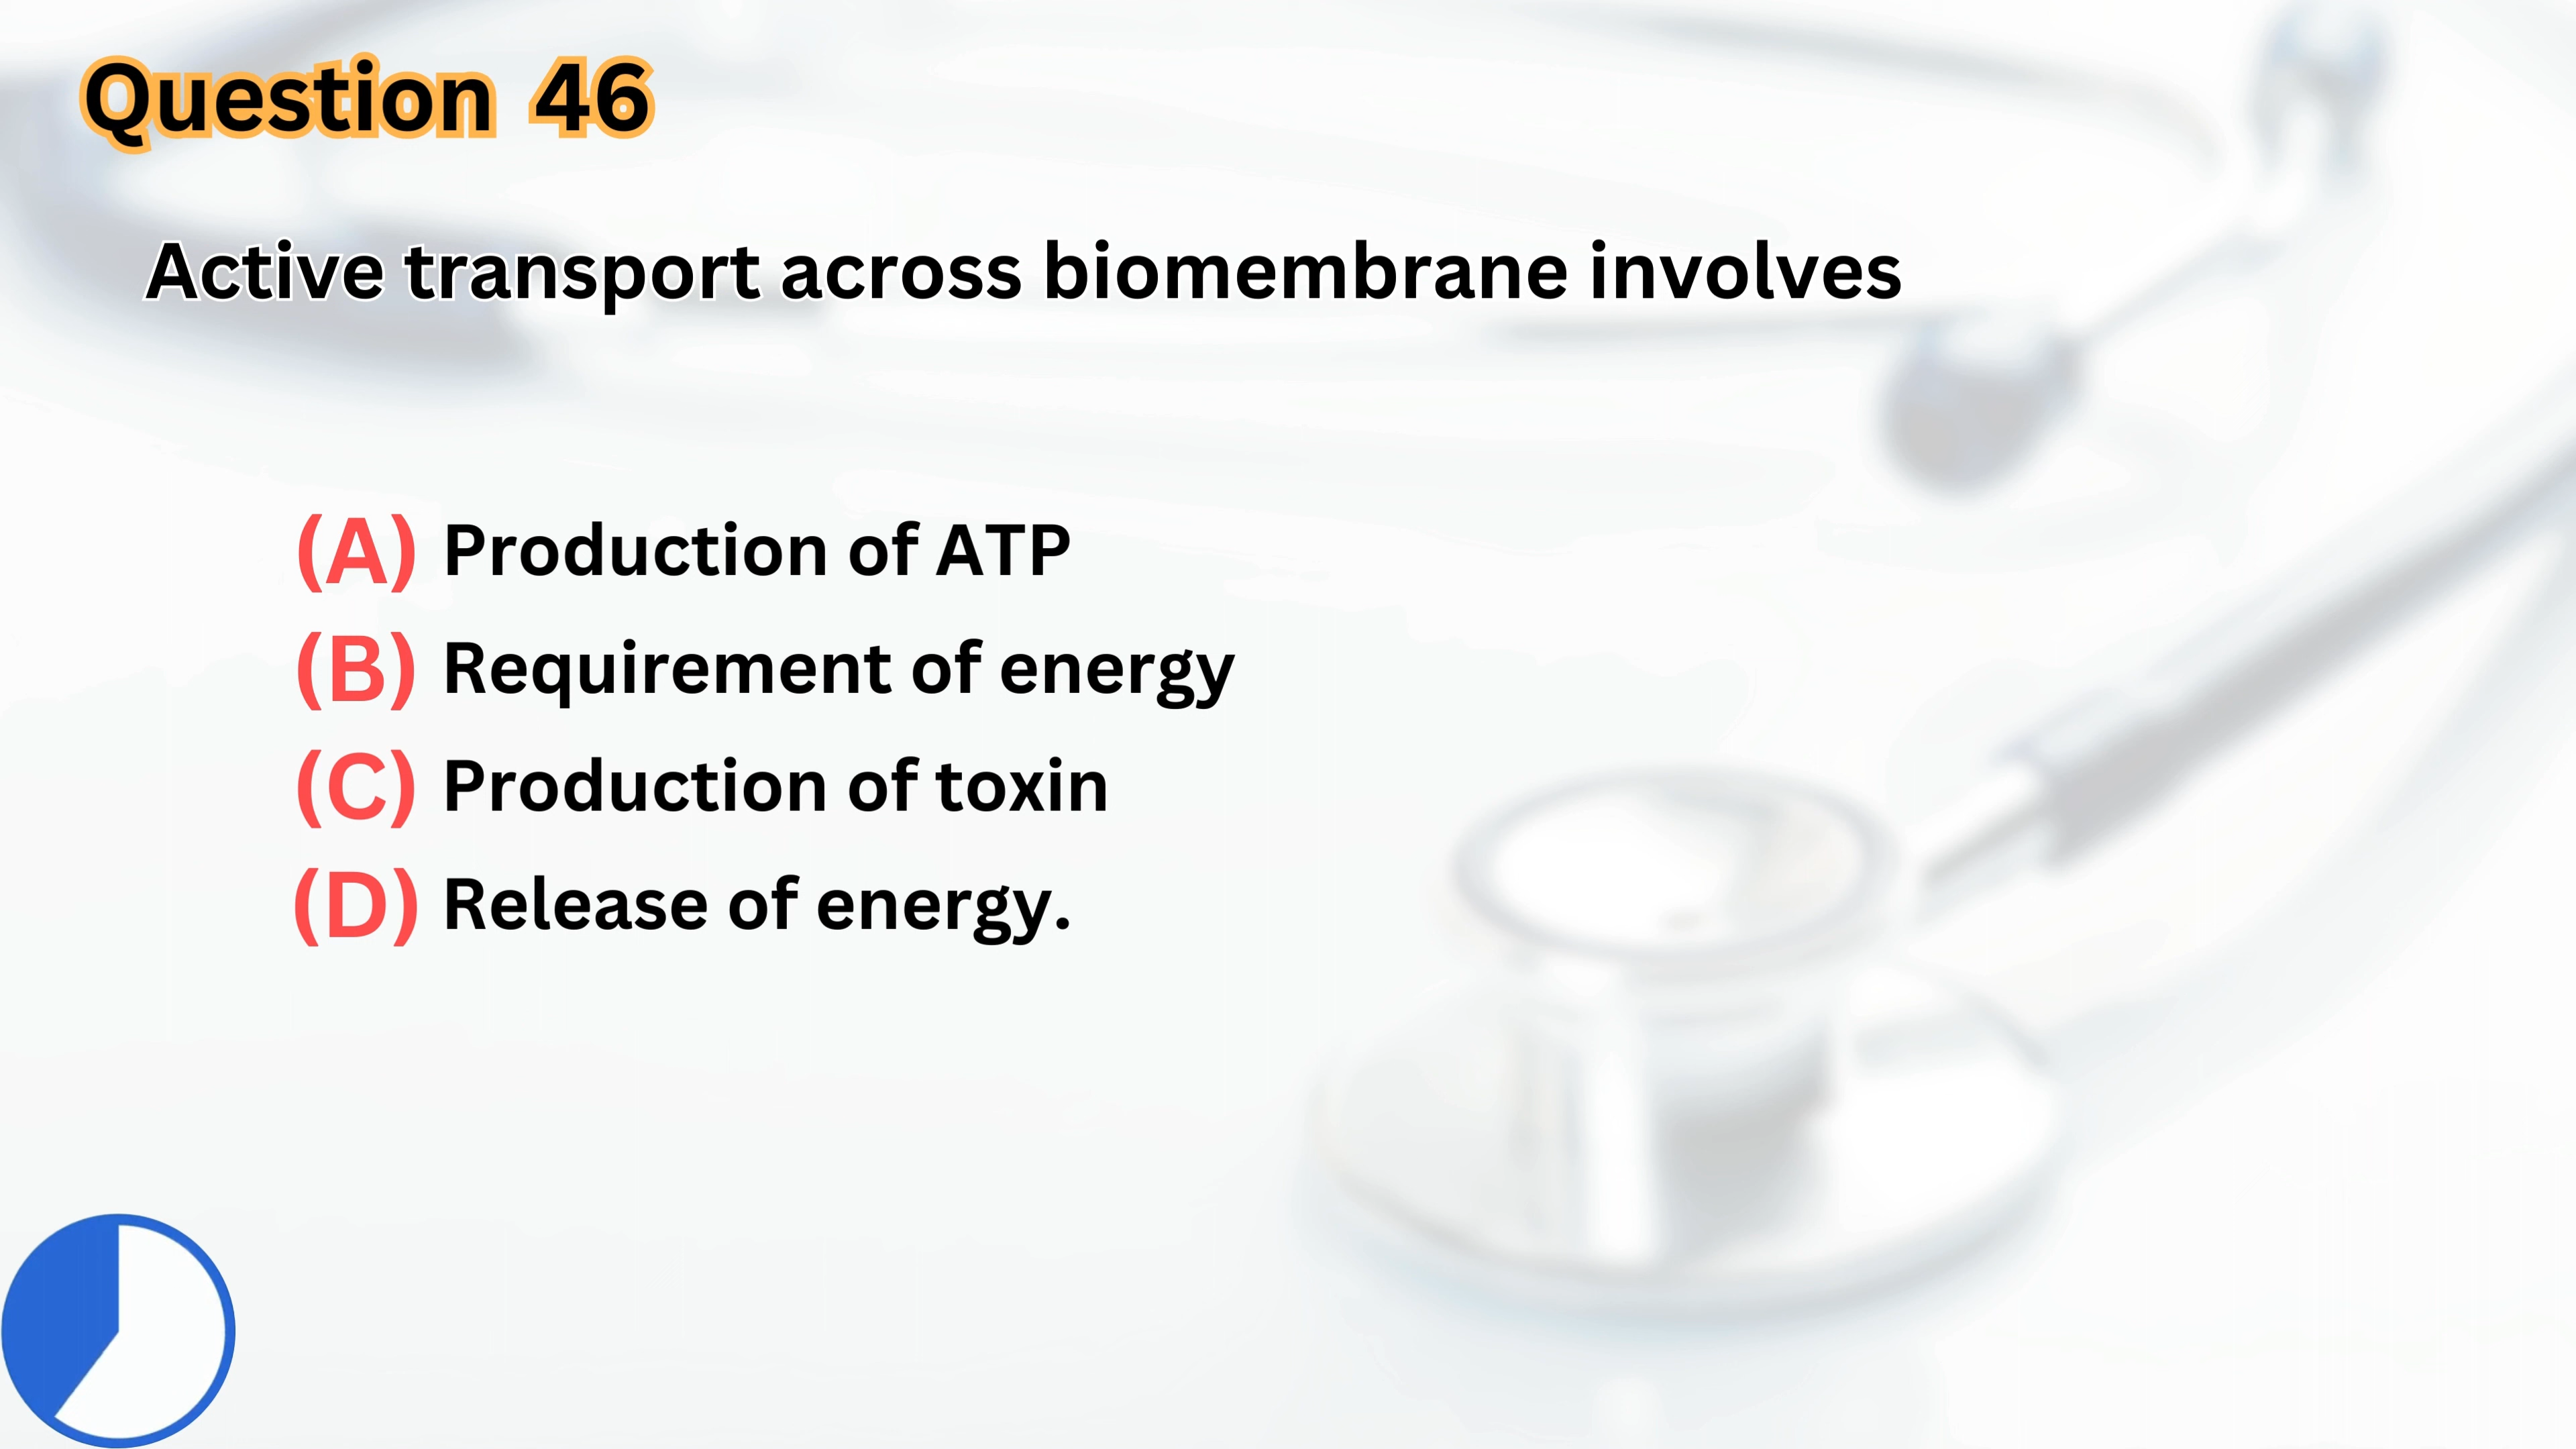 Question 46
Active transport across biomembrane involves
(A) Production of ATP
(B) Requirement of energy
(C) Production of toxin
(D) Release of energy.